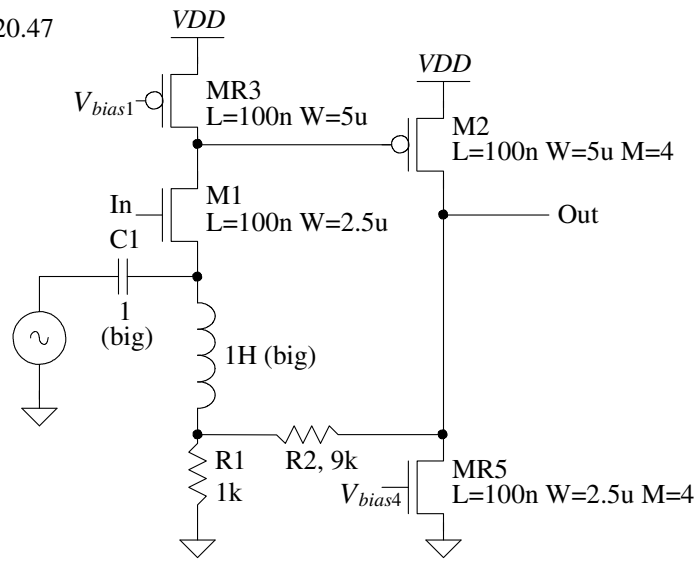 20.47
VDD
VDD
MR3
V_bias1
L=100n W=5u
M2
L=100n W=5u M=4
M1
In
L=100n W=2.5u
Out
C1
1
(big)
1H (big)
R1
1k
R2, 9k
MR5
V_bias4
L=100n W=2.5u M=4